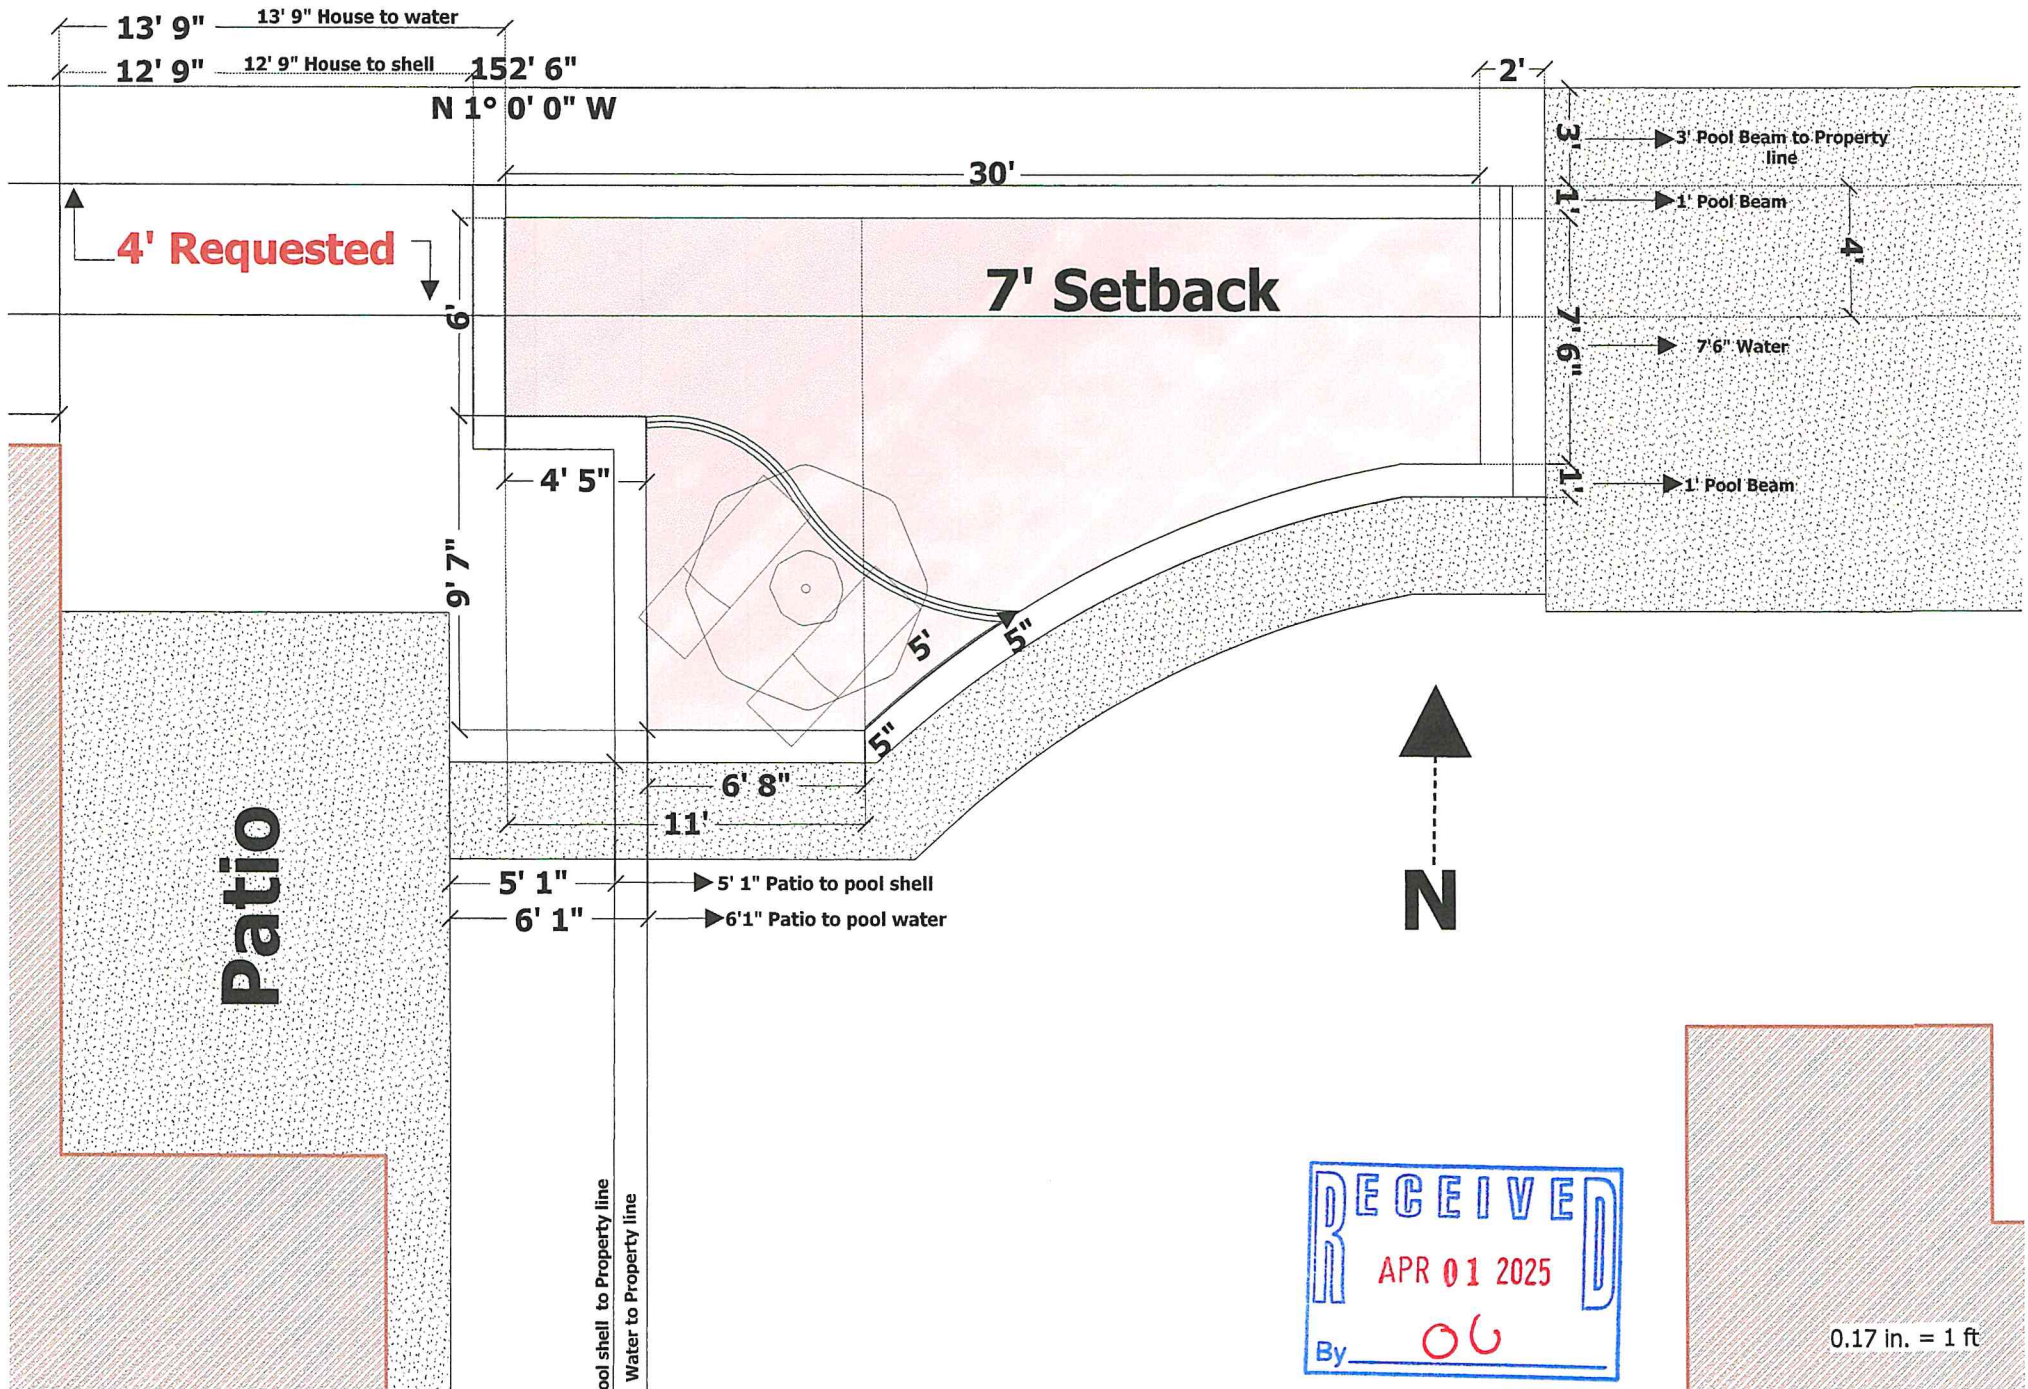 13' 9"
13' 9" House to water
12' 9"
12' 9" House to shell
152' 6"
N 1° 0' 0" W
2'
3'
3' Pool Beam to Property
line
30'
1'
1' Pool Beam
4' Requested
7' Setback
4'
6'
7' 6"
7'6" Water
4' 5"
1'
1' Pool Beam
9' 7"
5'
5"
5"
6' 8"
11'
Patio
5' 1"
5' 1" Patio to pool shell
6' 1"
6'1" Patio to pool water
N
ool shell to Property line
Water to Property line
RECEIVED
APR 01 2025
By
0.17 in. = 1 ft